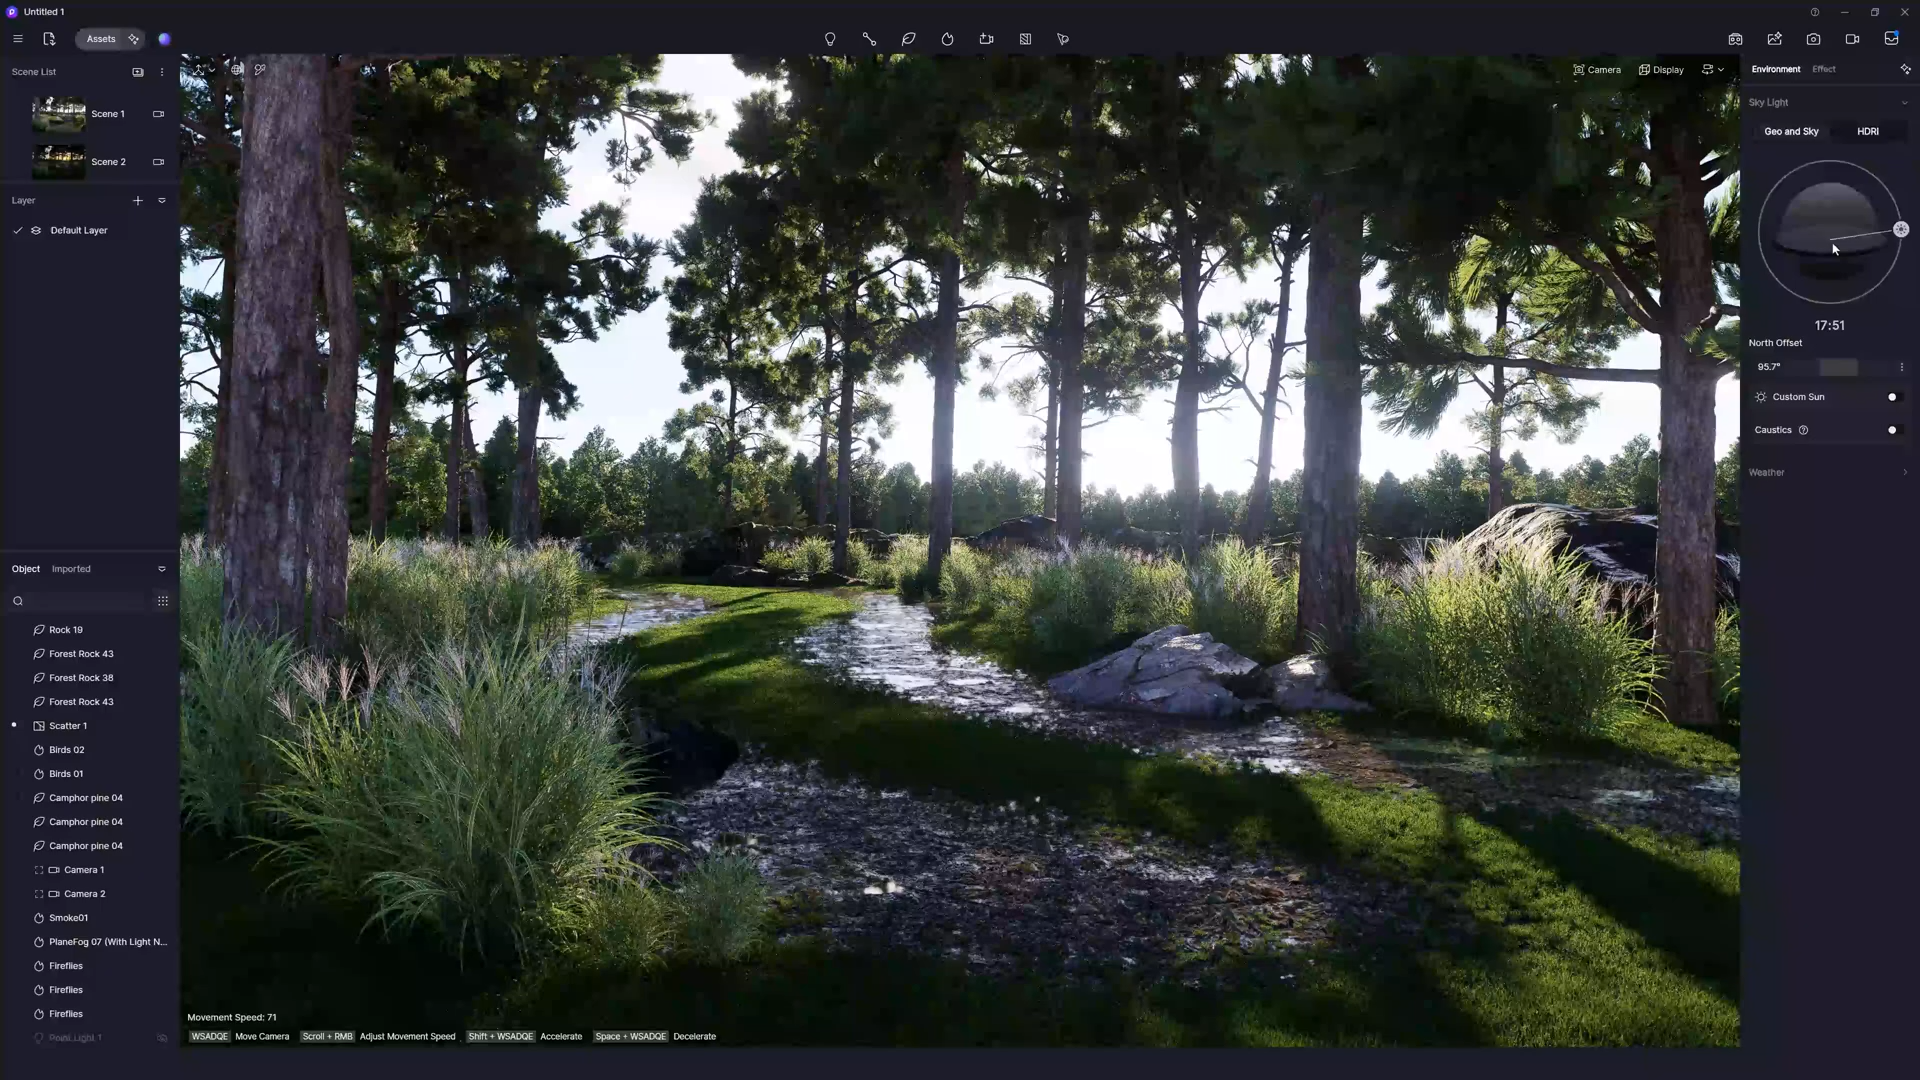 Untitled 1
Assets
Scene List
Scene 1
Scene 2
Layer
Default Layer
Object Imported
Rock 19
Forest Rock 43
Forest Rock 38
Forest Rock 43
Scatter 1
Birds 02
Birds 01
Camphor pine 04
Camphor pine 04
Camphor pine 04
Camera 1
Camera 2
Smoke01
PlaneFog 07 (With Light N...
Fireflies
Fireflies
Fireflies
Point Light 1
Camera Display
Movement Speed: 71
WSADQE Move Camera Scroll + RMB Adjust Movement Speed Shift + WSADQE Accelerate Space + WSADQE Decelerate
Environment Effect
Sky Light
Geo and Sky HDRI
17:51
North Offset
95.7°
Custom Sun
Caustics
Weather